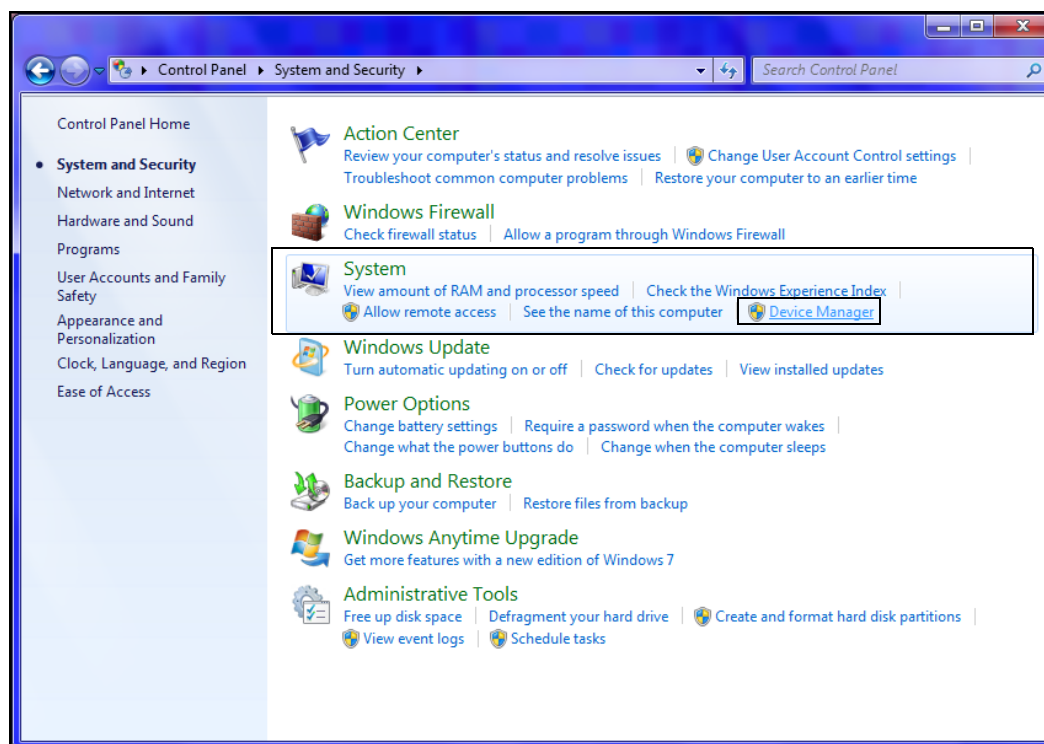 Control Panel System and Security
Search Control Panel
Control Panel Home
System and Security
Network and Internet
Hardware and Sound
Programs
User Accounts and Family
Safety
Appearance and
Personalization
Clock, Language, and Region
Ease of Access
Action Center
Review your computer's status and resolve issues Change User Account Control settings
Troubleshoot common computer problems Restore your computer to an earlier time
Windows Firewall
Check firewall status Allow a program through Windows Firewall
System
View amount of RAM and processor speed Check the Windows Experience Index
Allow remote access See the name of this computer Device Manager
Windows Update
Turn automatic updating on or off Check for updates View installed updates
Power Options
Change battery settings Require a password when the computer wakes
Change what the power buttons do Change when the computer sleeps
Backup and Restore
Back up your computer Restore files from backup
Windows Anytime Upgrade
Get more features with a new edition of Windows 7
Administrative Tools
Free up disk space Defragment your hard drive Create and format hard disk partitions
View event logs Schedule tasks